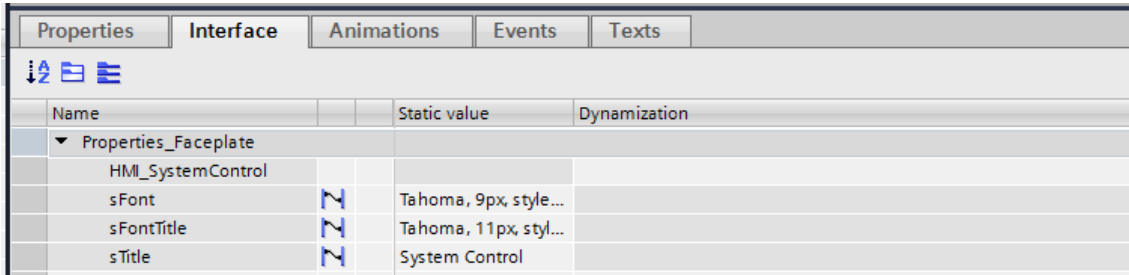 Properties Interface Animations Events Texts
Name Static value Dynamization
Properties_Faceplate
HMI_SystemControl
sFont Tahoma, 9px, style...
sFontTitle Tahoma, 11px, styl...
sTitle System Control